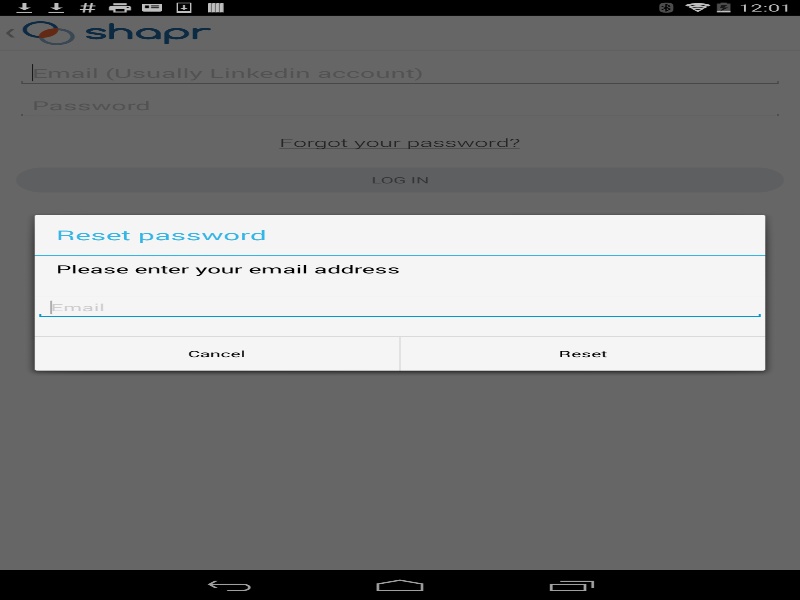 12:01
shapr
Email (Usually Linkedin account)
Password
Forgot your password?
LOG IN
Reset password
Please enter your email address
Email
Cancel
Reset